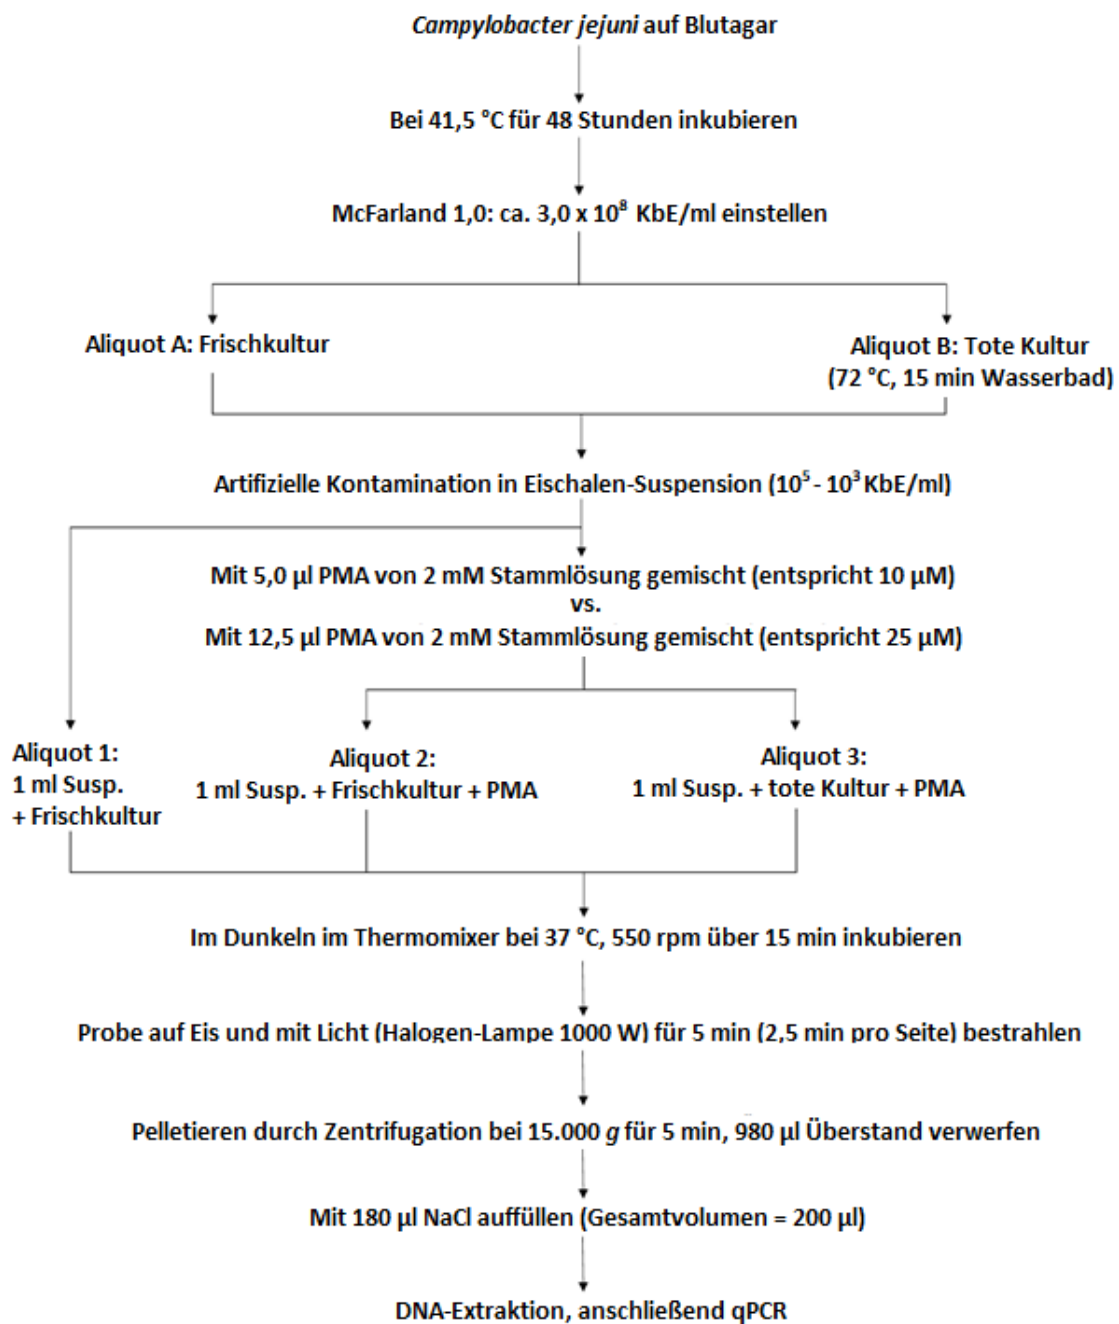 Campylobacter jejuni auf Blutagar
Bei 41,5 °C für 48 Stunden inkubieren
McFarland 1,0: ca. 3,0 x 10⁸ KbE/ml einstellen
Aliquot A: Frischkultur
Aliquot B: Tote Kultur
(72 °C, 15 min Wasserbad)
Artifizielle Kontamination in Eischalen-Suspension (10⁵ - 10³ KbE/ml)
Mit 5,0 µl PMA von 2 mM Stammlösung gemischt (entspricht 10 µM)
vs.
Mit 12,5 µl PMA von 2 mM Stammlösung gemischt (entspricht 25 µM)
Aliquot 1:
1 ml Susp.
+ Frischkultur
Aliquot 2:
1 ml Susp. + Frischkultur + PMA
Aliquot 3:
1 ml Susp. + tote Kultur + PMA
Im Dunkeln im Thermomixer bei 37 °C, 550 rpm über 15 min inkubieren
Probe auf Eis und mit Licht (Halogen-Lampe 1000 W) für 5 min (2,5 min pro Seite) bestrahlen
Pelletieren durch Zentrifugation bei 15.000 g für 5 min, 980 µl Überstand verwerfen
Mit 180 µl NaCl auffüllen (Gesamtvolumen = 200 µl)
DNA-Extraktion, anschließend qPCR